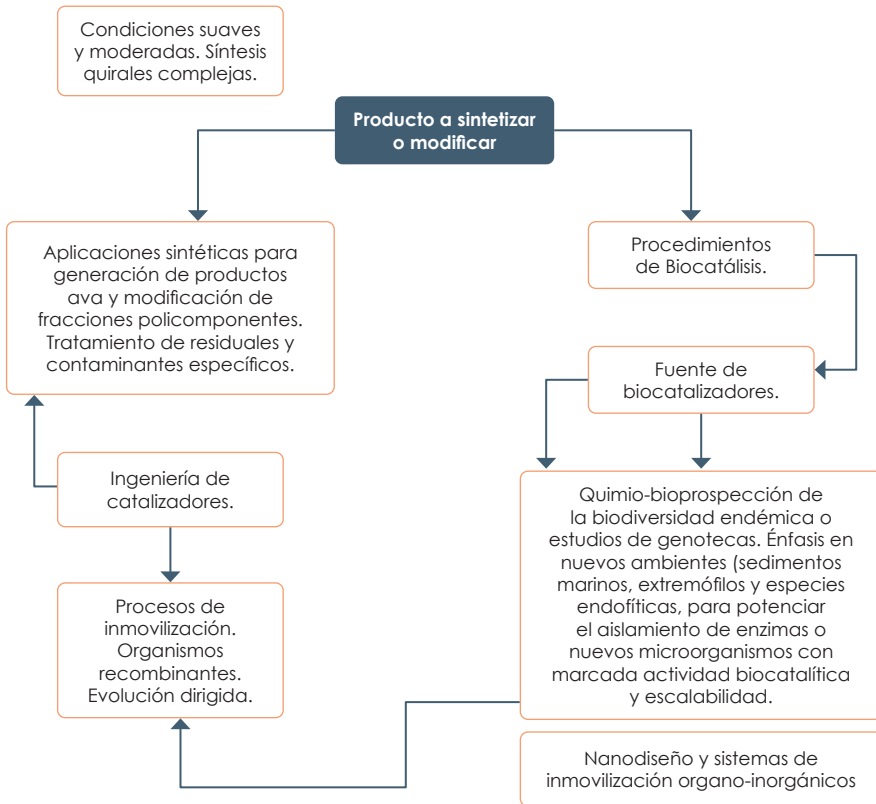 Condiciones suaves
y moderadas. Síntesis
quirales complejas.
Producto a sintetizar
o modificar
Aplicaciones sintéticas para
generación de productos
ava y modificación de
fracciones policomponentes.
Tratamiento de residuales y
contaminantes específicos.
Procedimientos
de Biocatálisis.
Fuente de
biocatalizadores.
Ingeniería de
catalizadores.
Quimio-bioprospección de
la biodiversidad endémica o
estudios de genotecas. Énfasis en
nuevos ambientes (sedimentos
marinos, extremófilos y especies
endofíticas, para potenciar
el aislamiento de enzimas o
nuevos microorganismos con
marcada actividad biocatalítica
y escalabilidad.
Procesos de
inmovilización.
Organismos
recombinantes.
Evolución dirigida.
Nanodiseño y sistemas de
inmovilización organo-inorgánicos